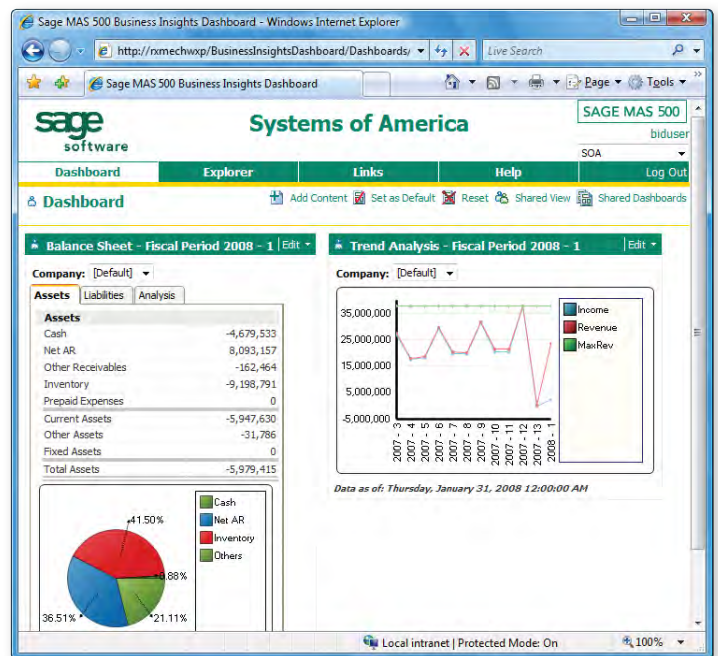 Sage MAS 500 Business Insights Dashboard - Windows Internet Explorer
http://rxmechwxp/BusinessInsightsDashboard/Dashboards/
Live Search
Sage MAS 500 Business Insights Dashboard
Page
Tools
sage
software
Systems of America
SAGE MAS 500
biduser
SOA
Dashboard Explorer Links Help Log Out
Dashboard
Add Content Set as Default Reset Shared View Shared Dashboards
Balance Sheet - Fiscal Period 2008 - 1 Edit
Company: [Default]
Assets Liabilities Analysis
Assets
Cash -4,679,533
Net AR 8,093,157
Other Receivables -162,464
Inventory -9,198,791
Prepaid Expenses 0
Current Assets -5,947,630
Other Assets -31,786
Fixed Assets 0
Total Assets -5,979,415
41.50%
0.88%
36.51%
21.11%
Cash
Net AR
Inventory
Others
Trend Analysis - Fiscal Period 2008 - 1 Edit
Company: [Default]
35,000,000
25,000,000
15,000,000
5,000,000
-5,000,000
2007 - 3
2007 - 4
2007 - 5
2007 - 6
2007 - 7
2007 - 8
2007 - 9
2007 - 10
2007 - 11
2007 - 12
2007 - 13
2008 - 1
Income
Revenue
MaxRev
Data as of: Thursday, January 31, 2008 12:00:00 AM
Local intranet | Protected Mode: On
100%